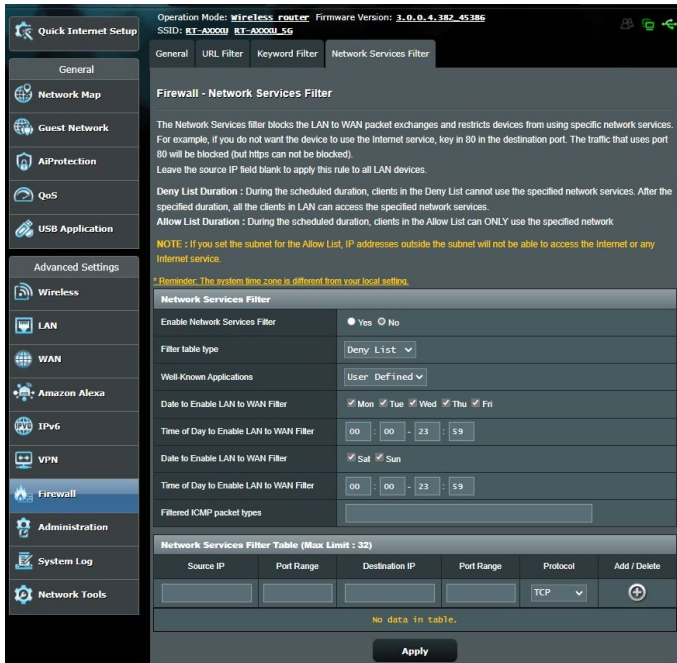 Quick Internet Setup
General
Network Map
Guest Network
AiProtection
QoS
USB Application
Advanced Settings
Wireless
LAN
WAN
Amazon Alexa
IPv6
VPN
Firewall
Administration
System Log
Network Tools
Operation Mode: Wireless router Firmware Version: 3.0.0.4.382_45386
SSID: RT-AXXXU RT-AXXXU_5G
General URL Filter Keyword Filter Network Services Filter
Firewall - Network Services Filter
The Network Services filter blocks the LAN to WAN packet exchanges and restricts devices from using specific network services.
For example, if you do not want the device to use the Internet service, key in 80 in the destination port. The traffic that uses port
80 will be blocked (but https can not be blocked).
Leave the source IP field blank to apply this rule to all LAN devices.
Deny List Duration : During the scheduled duration, clients in the Deny List cannot use the specified network services. After the
specified duration, all the clients in LAN can access the specified network services.
Allow List Duration : During the scheduled duration, clients in the Allow List can ONLY use the specified network
NOTE : If you set the subnet for the Allow List, IP addresses outside the subnet will not be able to access the Internet or any
Internet service.
* Reminder: The system time zone is different from your local setting.
Network Services Filter
Enable Network Services Filter Yes No
Filter table type Deny List
Well-Known Applications User Defined
Date to Enable LAN to WAN Filter Mon Tue Wed Thu Fri
Time of Day to Enable LAN to WAN Filter 00 : 00 - 23 : 59
Date to Enable LAN to WAN Filter Sat Sun
Time of Day to Enable LAN to WAN Filter 00 : 00 - 23 : 59
Filtered ICMP packet types
Network Services Filter Table (Max Limit : 32)
Source IP Port Range Destination IP Port Range Protocol Add / Delete
TCP
No data in table.
Apply